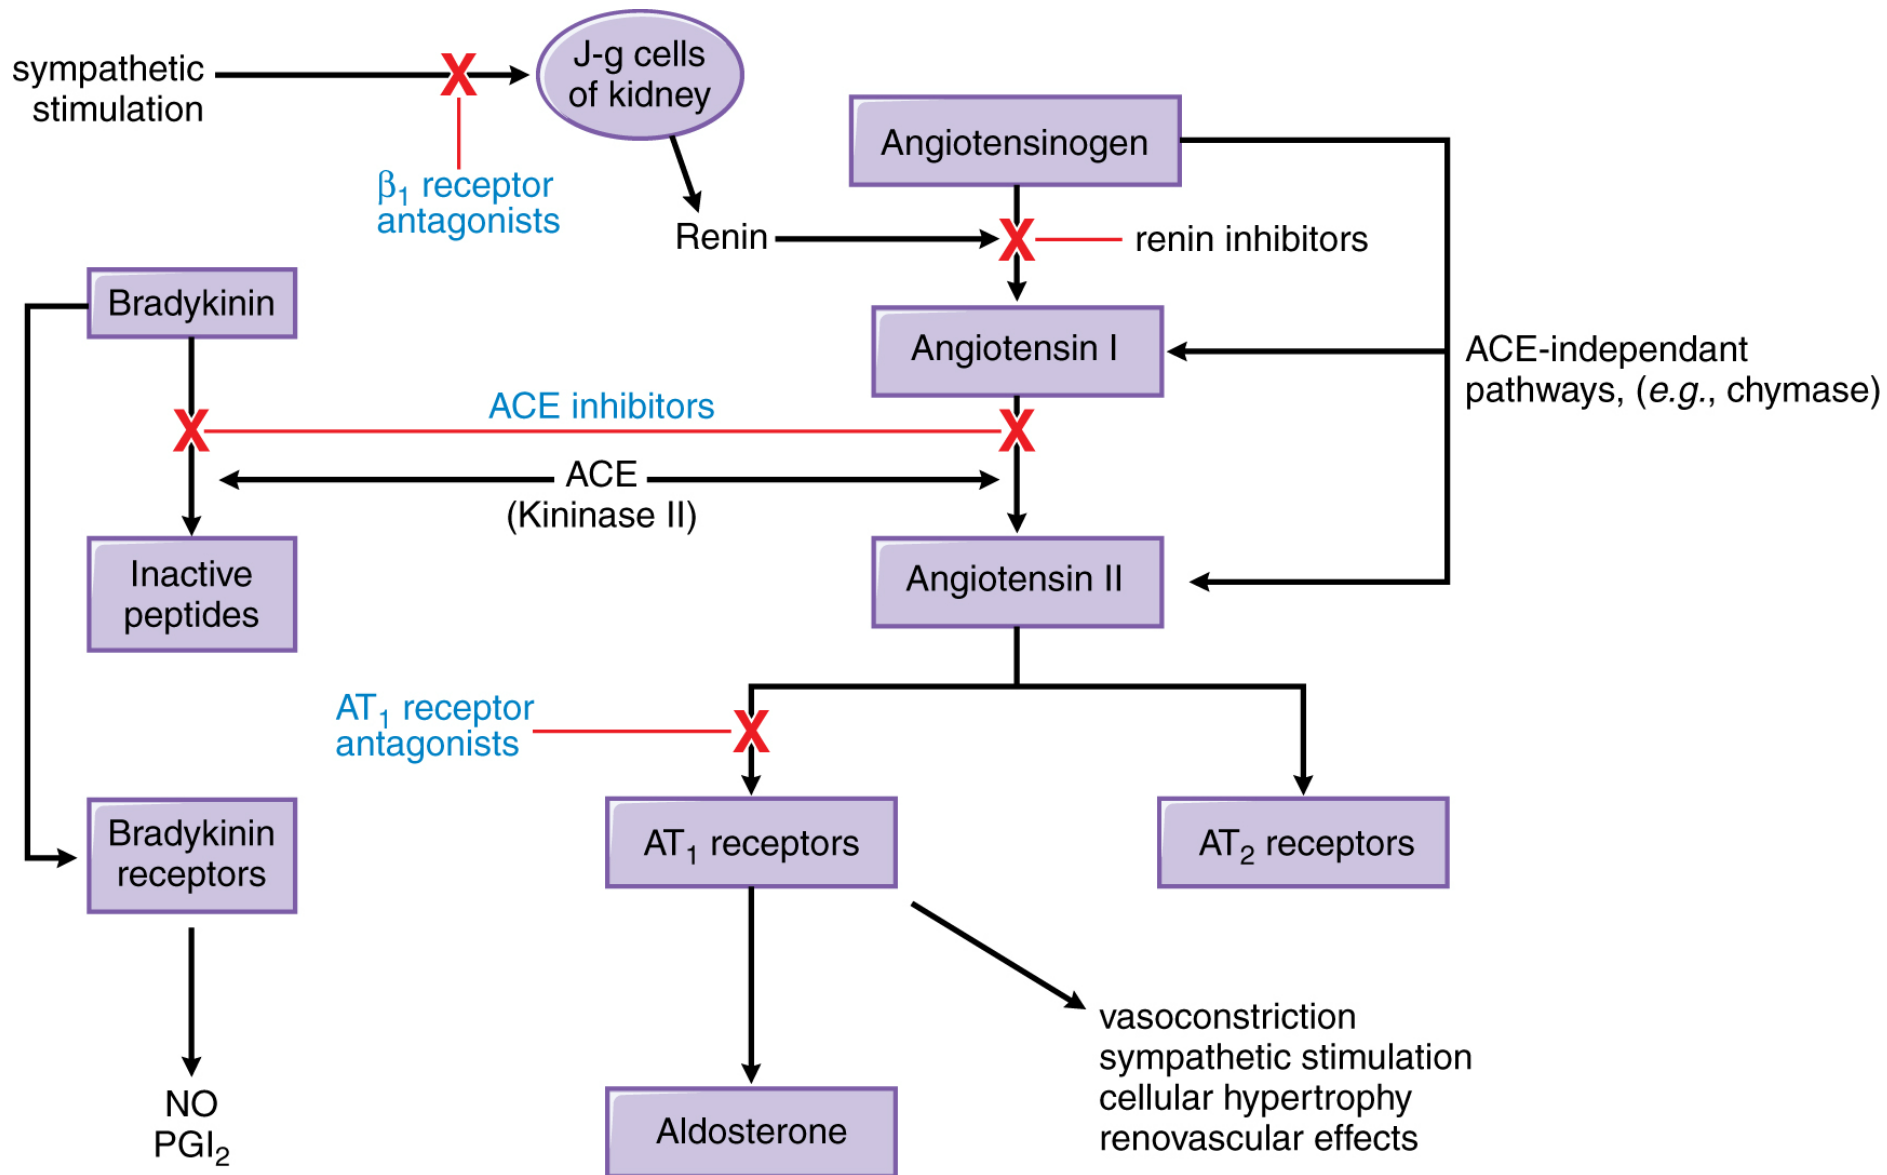 sympathetic
stimulation
J-g cells
of kidney
β₁ receptor
antagonists
Angiotensinogen
Renin
renin inhibitors
Bradykinin
Angiotensin I
ACE-independant
pathways, (e.g., chymase)
ACE inhibitors
ACE
(Kininase II)
Inactive
peptides
Angiotensin II
AT₁ receptor
antagonists
Bradykinin
receptors
AT₁ receptors
AT₂ receptors
vasoconstriction
sympathetic stimulation
cellular hypertrophy
renovascular effects
NO
PGI₂
Aldosterone